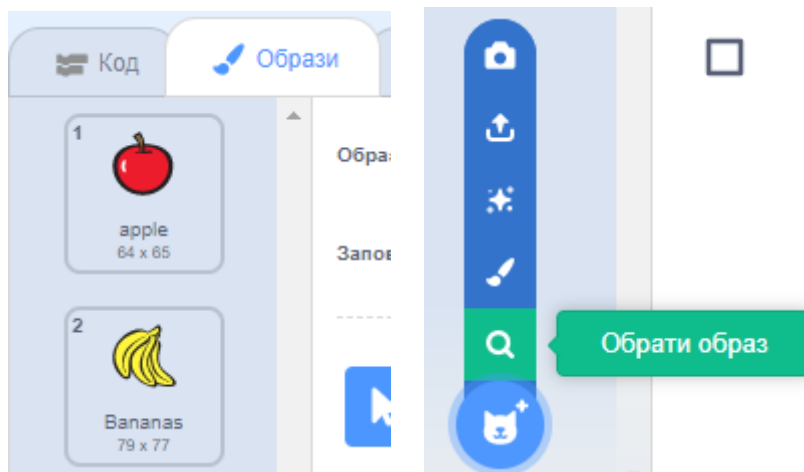 Код
Образи
1
apple
64 x 65
Обра
Запов
2
Bananas
79 x 77
Обрати образ